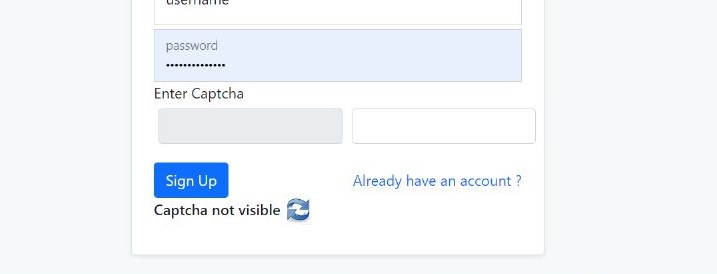 username
password
••••••••••••••
Enter Captcha
Sign Up
Already have an account ?
Captcha not visible